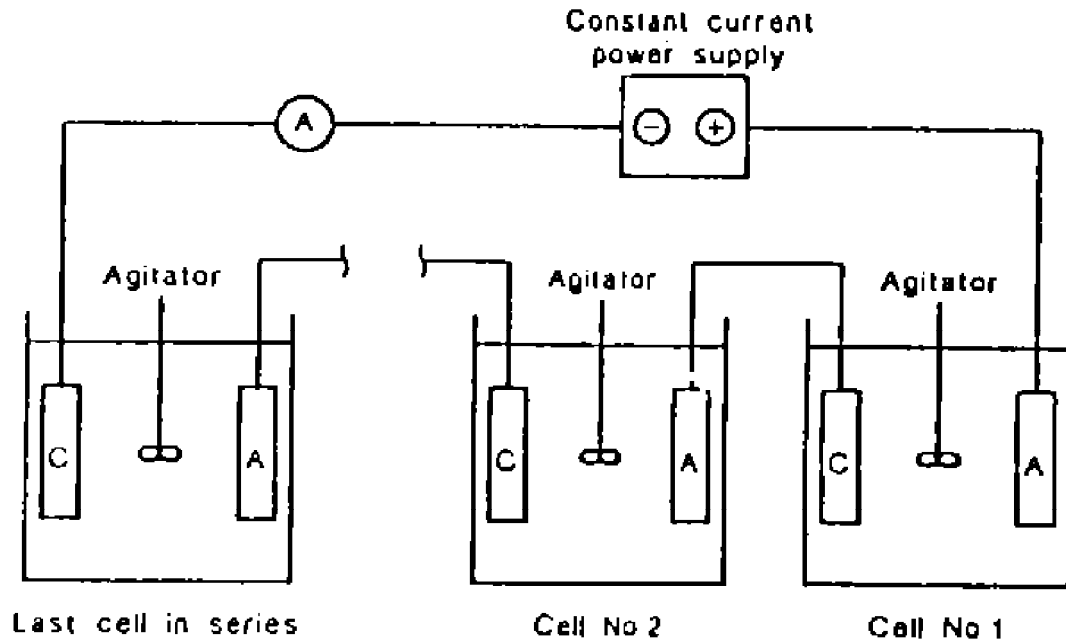 Constant current
power supply
A
− +
Agitator
Agitator
Agitator
C
A
C
A
C
A
Last cell in series
Cell No 2
Cell No 1